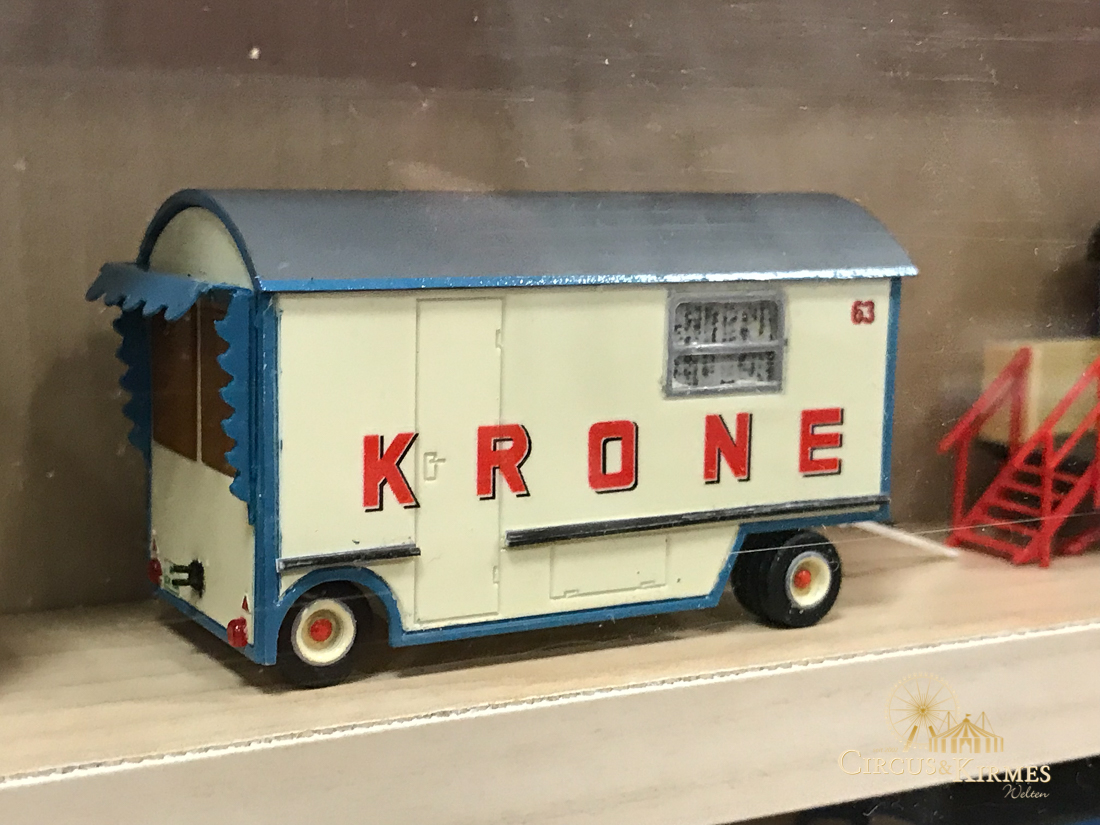 63
KRONE
CIRCUS&KIRMES
Welten